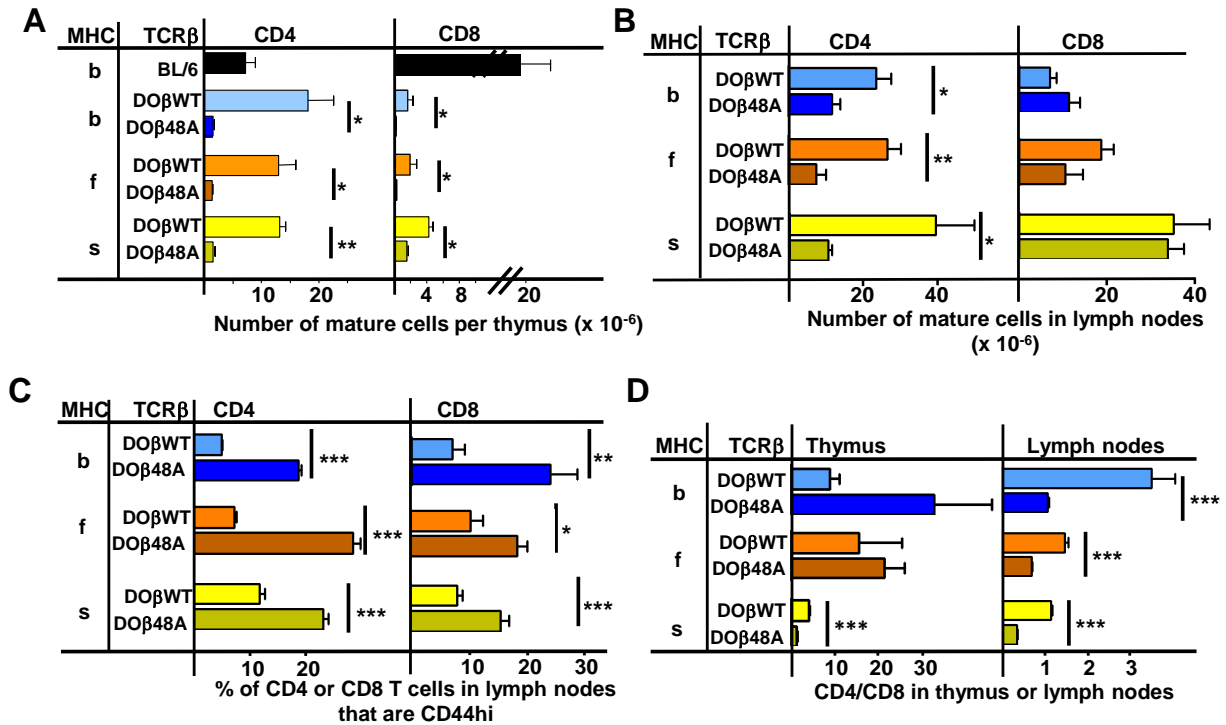 A
MHC TCRβ CD4 CD8
b BL/6
b DOβWT
DOβ48A
* *
f DOβWT
DOβ48A
* *
s DOβWT
DOβ48A
** *
10 20 4 8 20
Number of mature cells per thymus (x 10-6)
B
MHC TCRβ CD4 CD8
b DOβWT
DOβ48A
*
f DOβWT
DOβ48A
**
s DOβWT
DOβ48A
*
20 40 20 40
Number of mature cells in lymph nodes
(x 10-6)
C
MHC TCRβ CD4 CD8
b DOβWT
DOβ48A
*** **
f DOβWT
DOβ48A
*** *
s DOβWT
DOβ48A
*** ***
10 20 10 20 30
% of CD4 or CD8 T cells in lymph nodes
that are CD44hi
D
MHC TCRβ Thymus Lymph nodes
b DOβWT
DOβ48A
***
f DOβWT
DOβ48A
***
s DOβWT
DOβ48A
*** ***
10 20 30 1 2 3
CD4/CD8 in thymus or lymph nodes